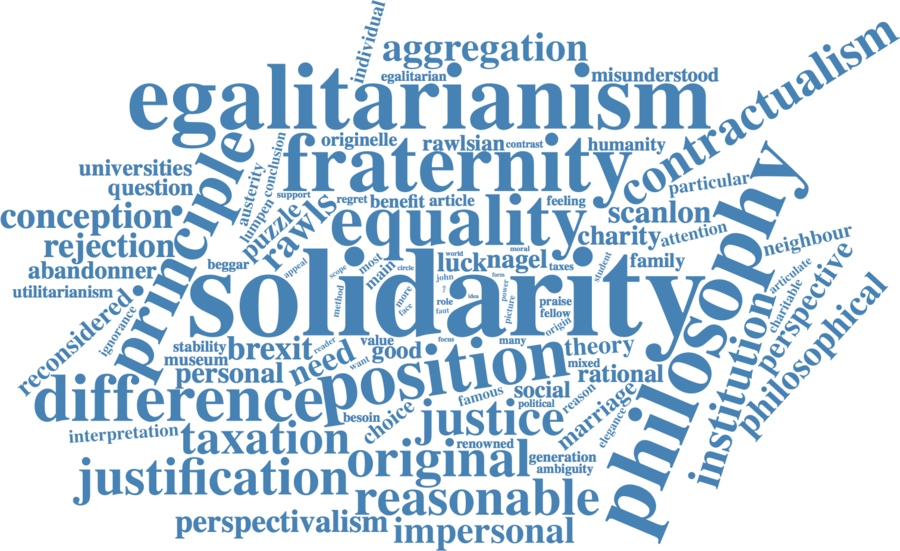 individual
aggregation
egalitarian
misunderstood
egalitarianism
contractualism
originelle
rawlsian
contrast
humanity
fraternity
universities
question
principle
austerity
lumpen
conclusion
support
puzzle
rawls
regret
benefit
article
feeling
particular
philosophy
conception
equality
scanlon
rejection
charity
attention
neighbour
abandonner
beggar
appeal
scope
most
main
circle
luck
world
moral
nagel
taxes
student
family
utilitarianism
solidarity
method
more
face
john
role
faut
idea
form
power
picture
praise
fellow
origin
articulate
charitable
perspective
reconsidered
ignorance
stability
museum
brexit
reader
value
focus
many
theory
institution
philosophical
personal
need
want
good
position
mixed
rational
difference
besoin
choice
famous
social
political
reason
marriage
elegance
interpretation
taxation
justice
renowned
original
generation
ambiguity
justification
reasonable
perspectivalism
impersonal